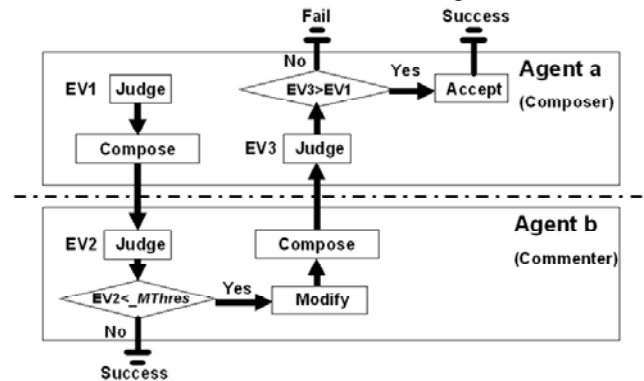 Fail
Success
No
Yes
Agent a
(Composer)
EV1
Judge
EV3>EV1
Accept
Compose
EV3
Judge
Agent b
(Commenter)
EV2
Judge
Compose
EV2<_MThres
Yes
Modify
No
Success